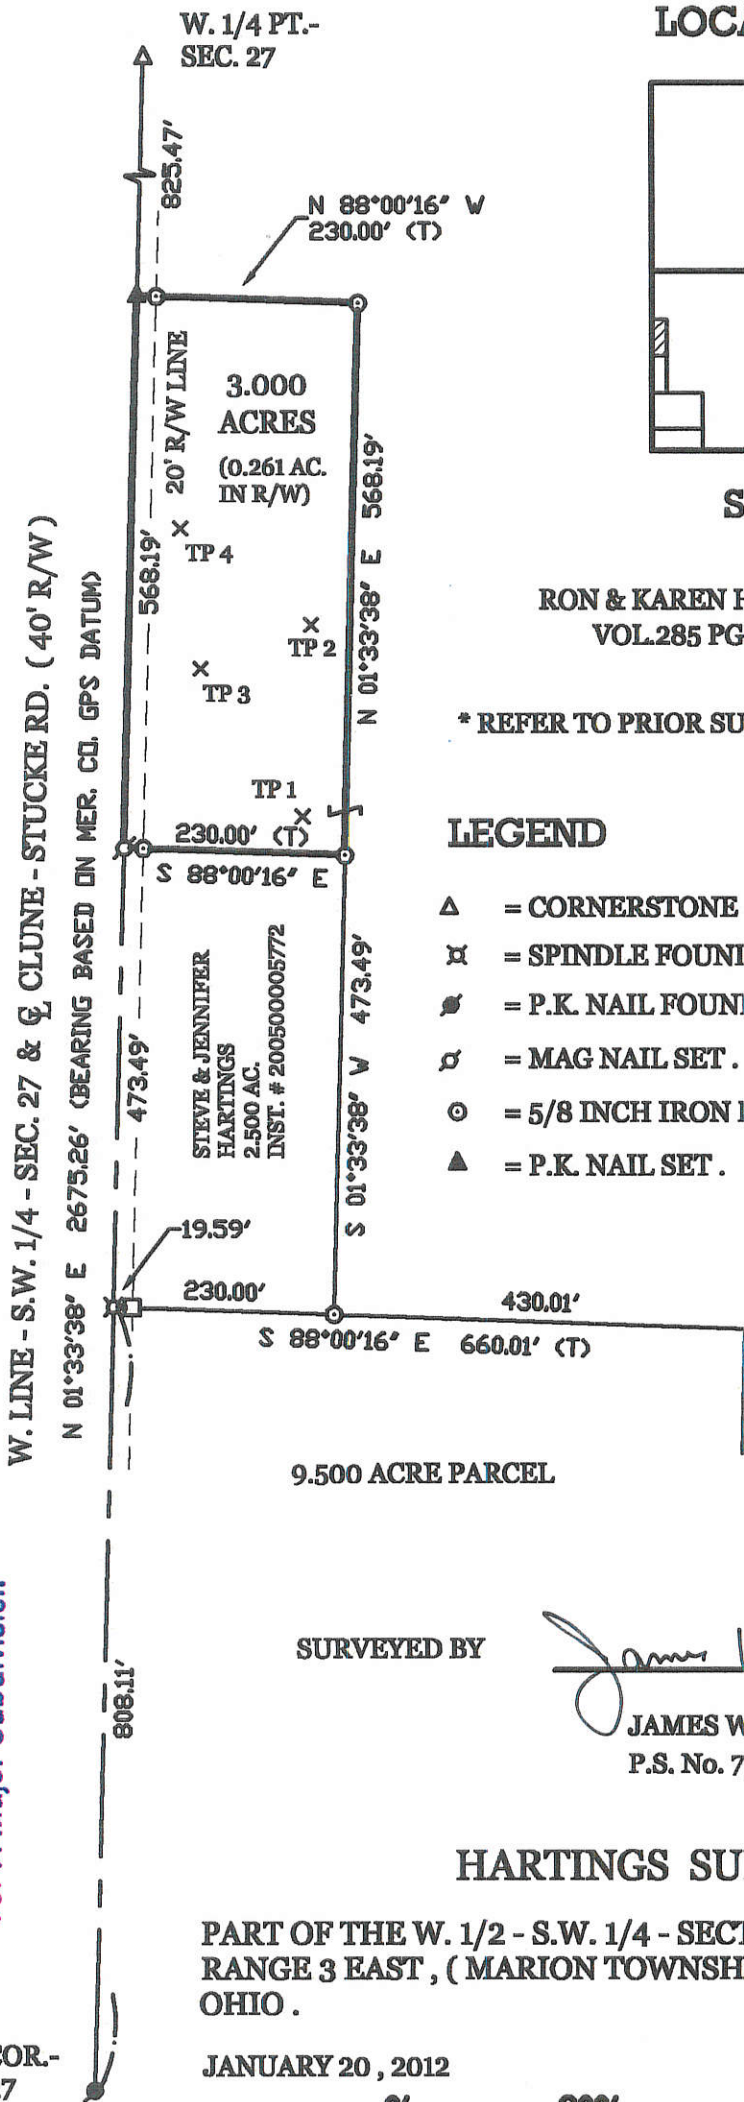 W. 1/4 PT.-
SEC. 27
825.47'
N 88°00'16" W
230.00' (T)
20' R/W LINE
3.000
ACRES
(0.261 AC.
IN R/W)
568.19'
N 01°33'38" E 568.19'
TP 4
TP 2
TP 3
TP 1
230.00' (T)
S 88°00'16" E
W. LINE - S.W. 1/4 - SEC. 27 & ℄ CLUNE - STUCKE RD. ( 40' R/W )
N 01°33'38" E 2675.26' (BEARING BASED ON MER. CO. GPS DATUM)
RON & KAREN H
VOL.285 PG
* REFER TO PRIOR SU
LEGEND
= CORNERSTONE
= SPINDLE FOUN
= P.K. NAIL FOUN
= MAG NAIL SET .
= 5/8 INCH IRON
= P.K. NAIL SET .
STEVE & JENNIFER
HARTINGS
2.500 AC.
INST. # 200500005772
473.49'
S 01°33'38" W 473.49'
19.59'
230.00'
430.01'
S 88°00'16" E 660.01' (T)
9.500 ACRE PARCEL
808.11'
SURVEYED BY
James
JAMES W
P.S. No. 7
HARTINGS SU
PART OF THE W. 1/2 - S.W. 1/4 - SECT
RANGE 3 EAST , ( MARION TOWNSH
OHIO .
JANUARY 20 , 2012
COR.-
LOCA
S